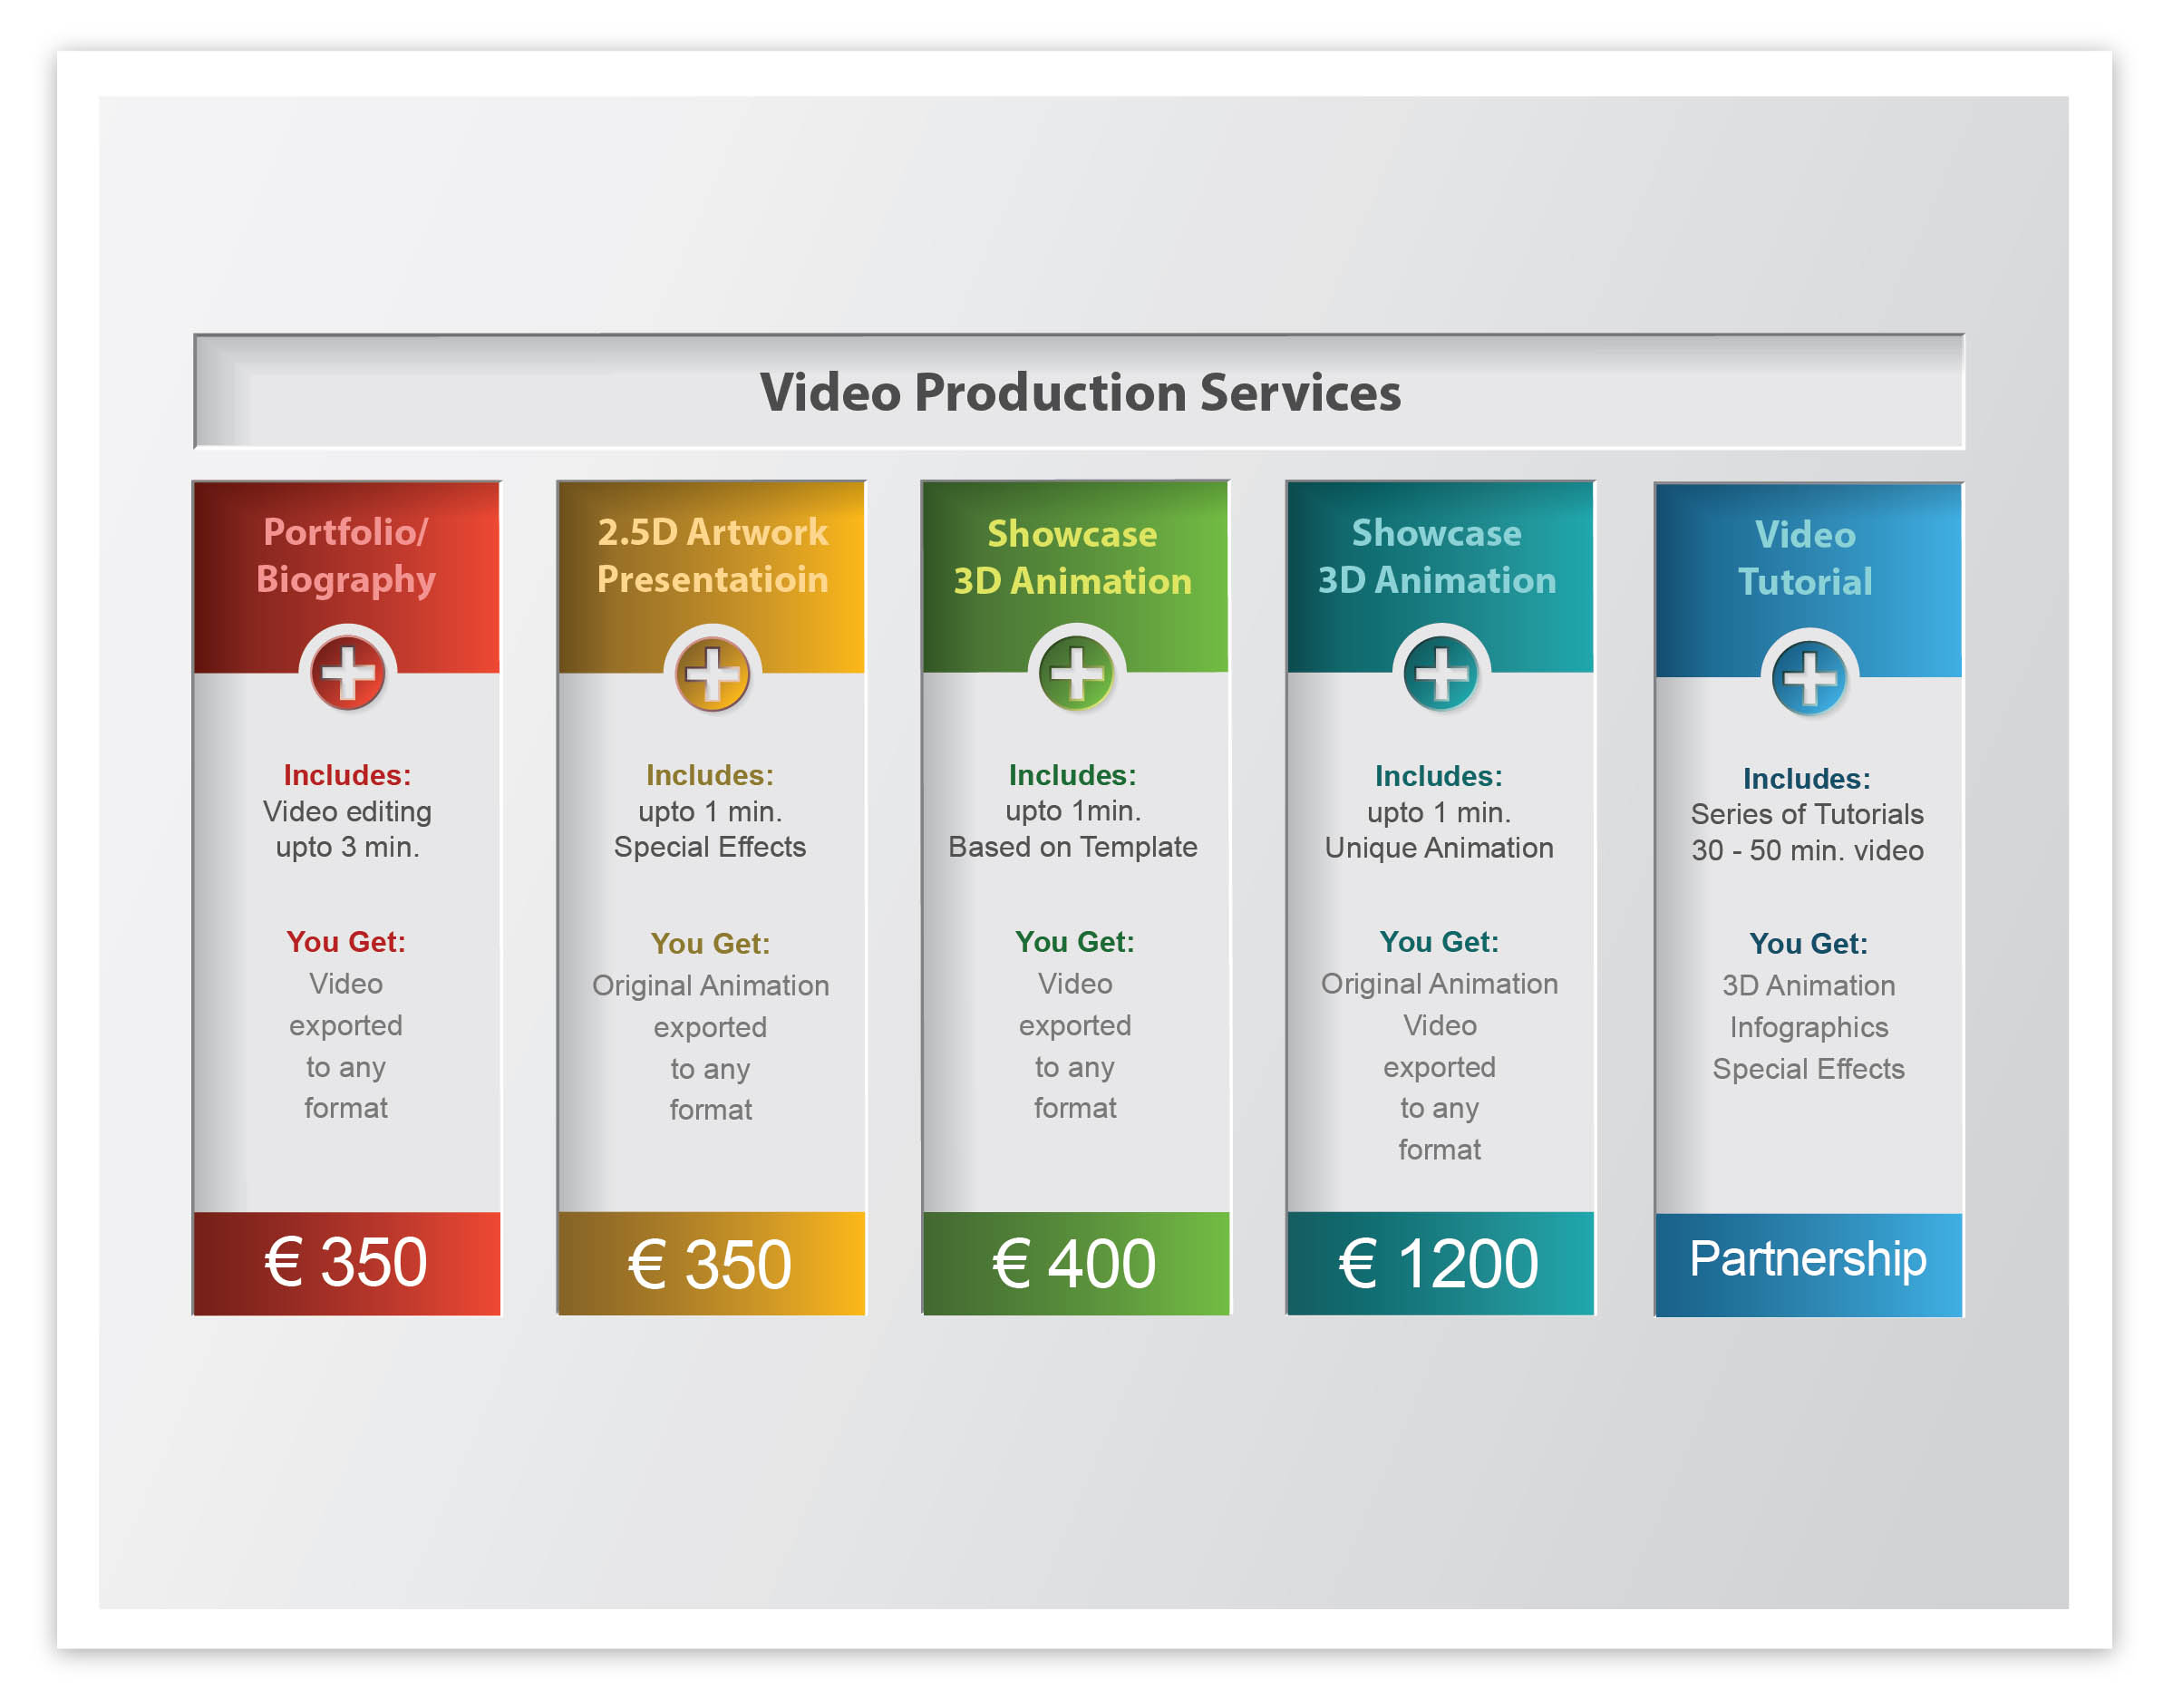 Video Production Services
Portfolio/
Biography
Includes:
Video editing
upto 3 min.
You Get:
Video
exported
to any
format
€ 350
2.5D Artwork
Presentatioin
Includes:
upto 1 min.
Special Effects
You Get:
Original Animation
exported
to any
format
€ 350
Showcase
3D Animation
Includes:
upto 1min.
Based on Template
You Get:
Video
exported
to any
format
€ 400
Showcase
3D Animation
Includes:
upto 1 min.
Unique Animation
You Get:
Original Animation
Video
exported
to any
format
€ 1200
Video
Tutorial
Includes:
Series of Tutorials
30 - 50 min. video
You Get:
3D Animation
Infographics
Special Effects
Partnership